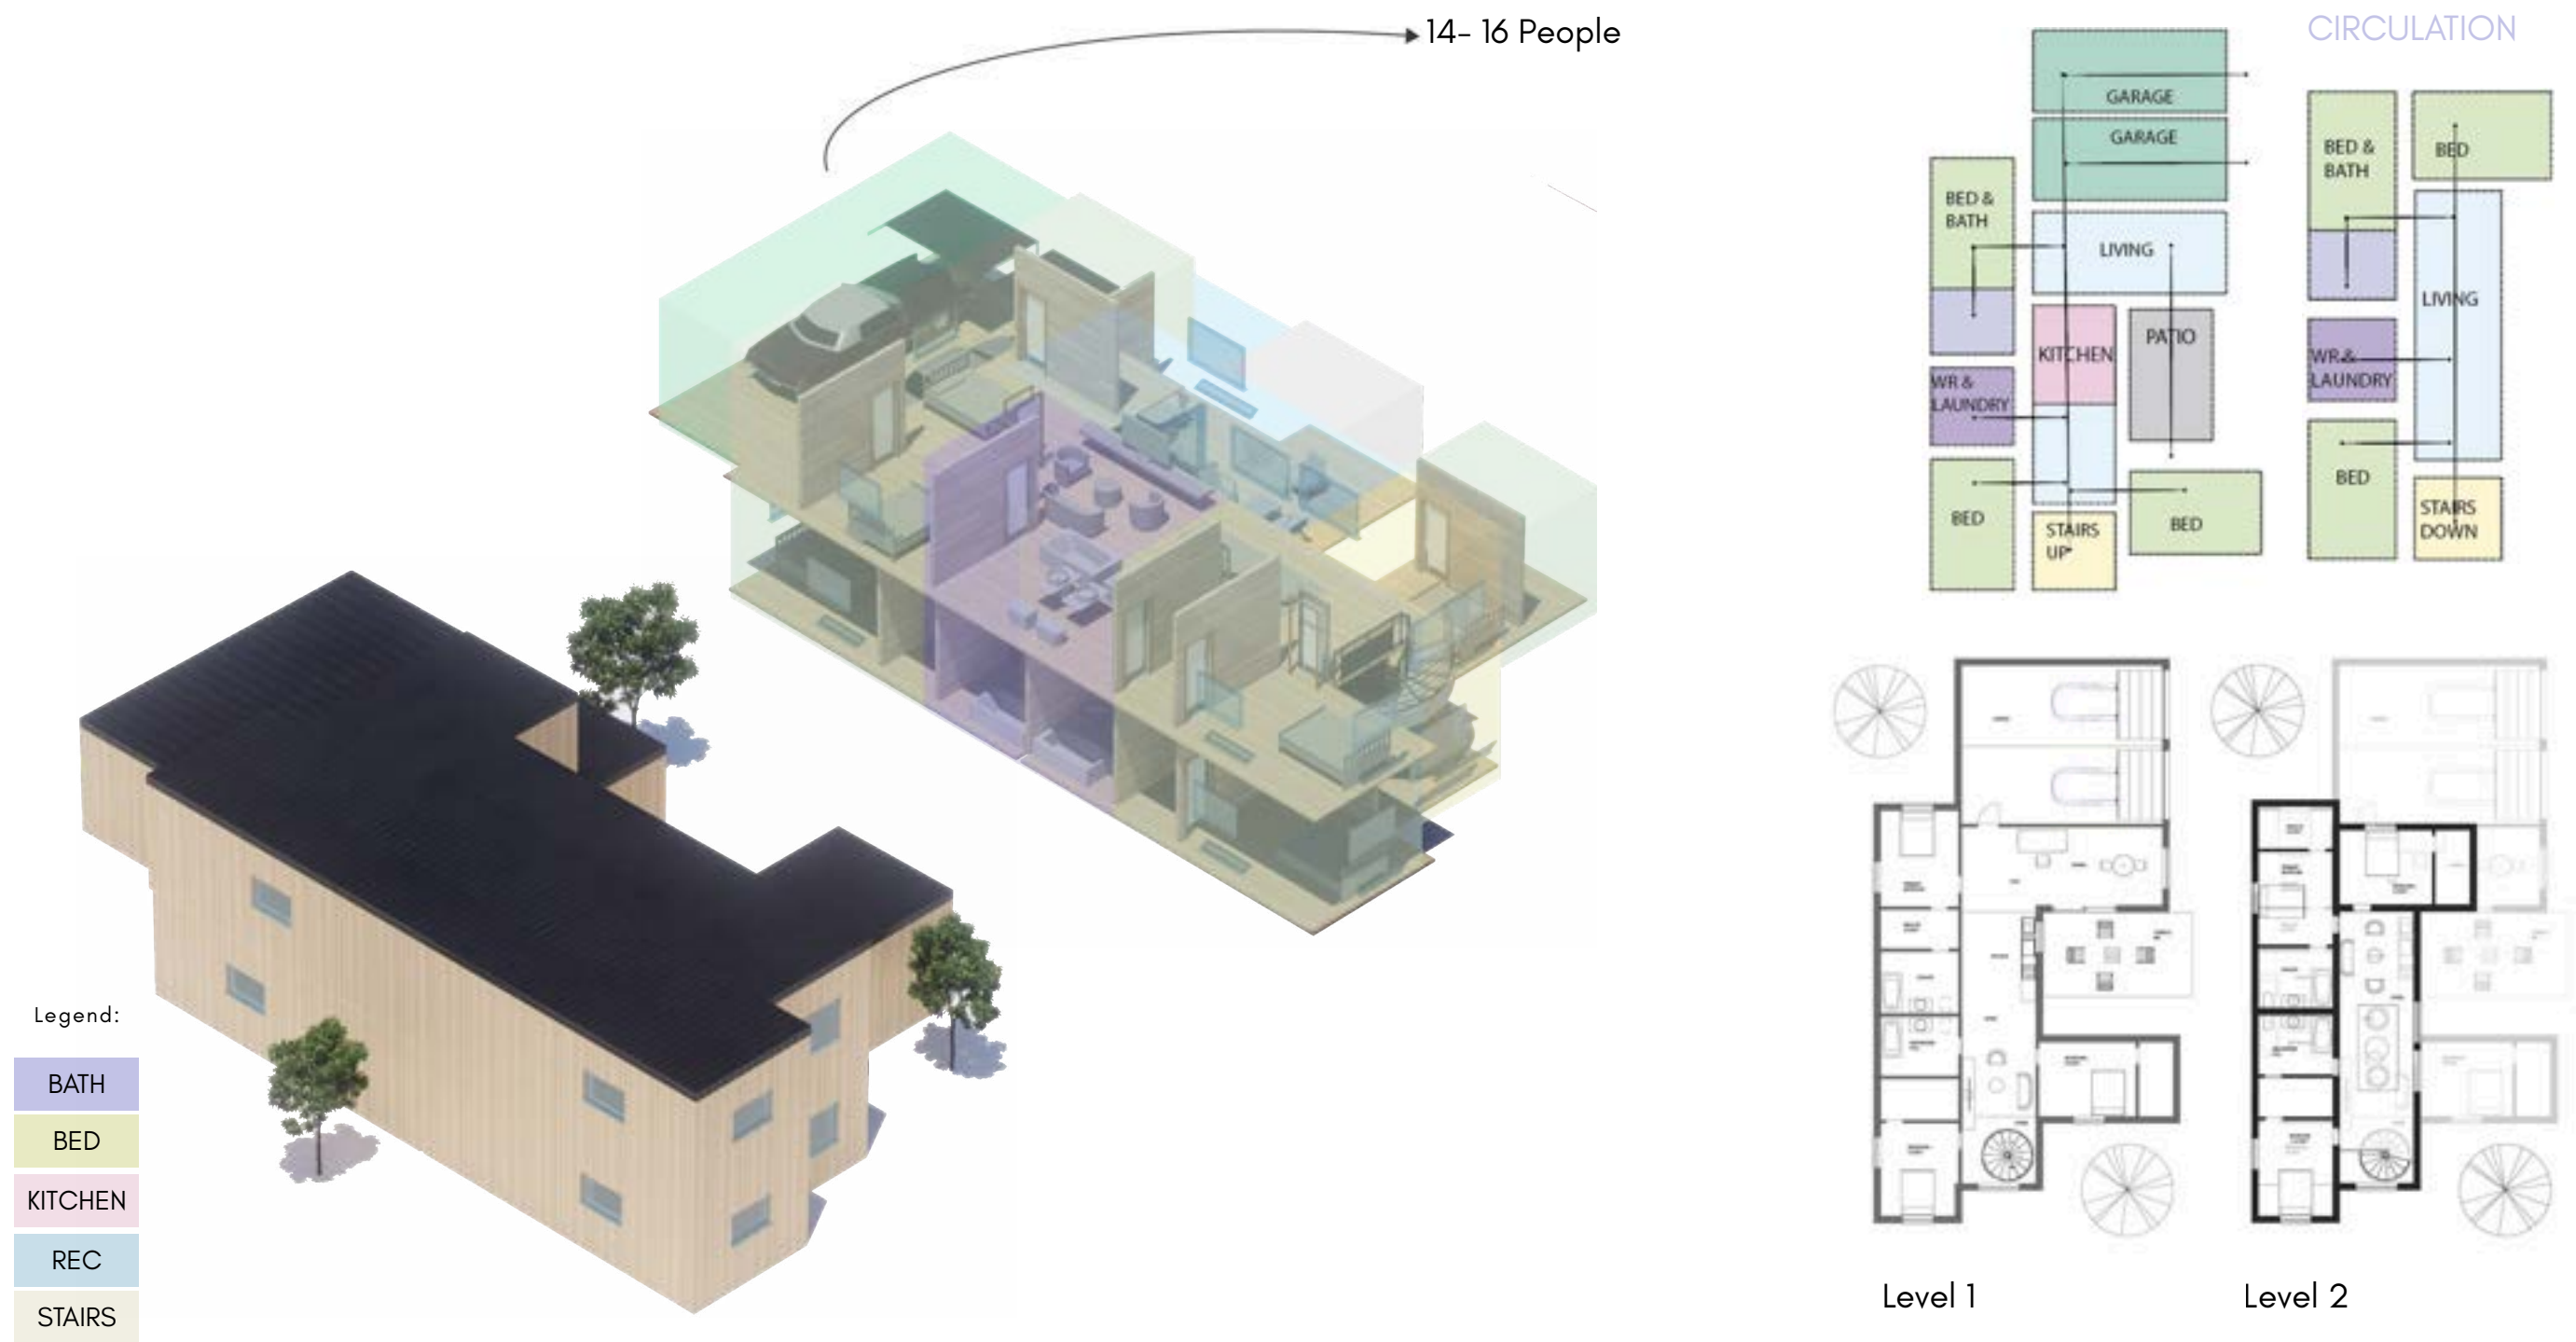 14- 16 People
CIRCULATION
GARAGE
GARAGE
BED &
BATH
LIVING
KITCHEN
PATIO
WR &
LAUNDRY
BED
STAIRS
UP
BED
BED &
BATH
BED
LIVING
WR &
LAUNDRY
BED
STAIRS
DOWN
Legend:
BATH
BED
KITCHEN
REC
STAIRS
Level 1
Level 2